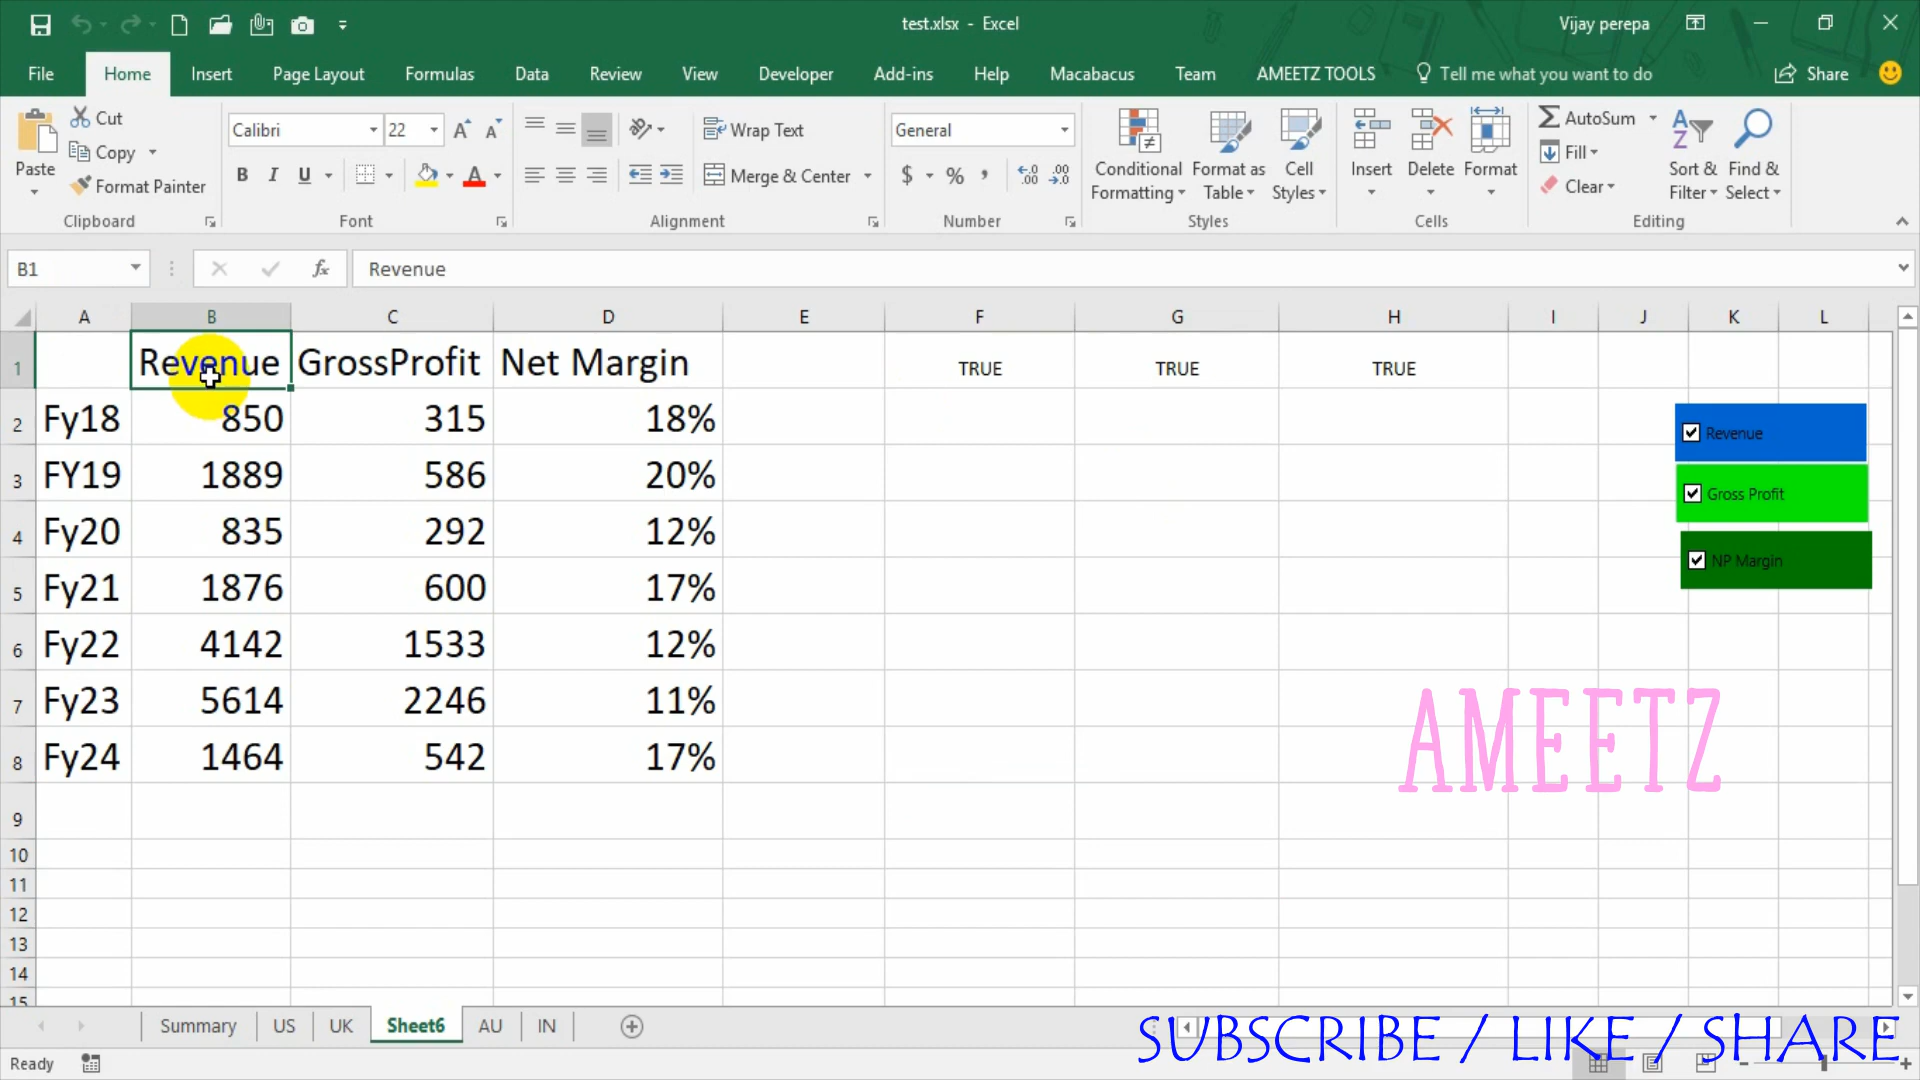 test.xlsx - Excel
Vijay perepa
File Home Insert Page Layout Formulas Data Review View Developer Add-ins Help Macabacus Team AMEETZ TOOLS Tell me what you want to do Share
Paste
Cut
Copy
Format Painter
Clipboard
Calibri 22
B I U
Font
Wrap Text
Merge & Center
Alignment
General
$ % ,
Number
Conditional Formatting
Format as Table
Cell Styles
Styles
Insert
Delete
Format
Cells
AutoSum
Fill
Clear
Sort & Filter
Find & Select
Editing
B1 fx Revenue
A B C D E F G H I J K L
1 Revenue GrossProfit Net Margin TRUE TRUE TRUE
2 Fy18 850 315 18%
3 FY19 1889 586 20%
4 Fy20 835 292 12%
5 Fy21 1876 600 17%
6 Fy22 4142 1533 12%
7 Fy23 5614 2246 11%
8 Fy24 1464 542 17%
9
10
11
12
13
14
15
Revenue
Gross Profit
NP Margin
AMEETZ
Summary US UK Sheet6 AU IN
SUBSCRIBE / LIKE / SHARE
Ready